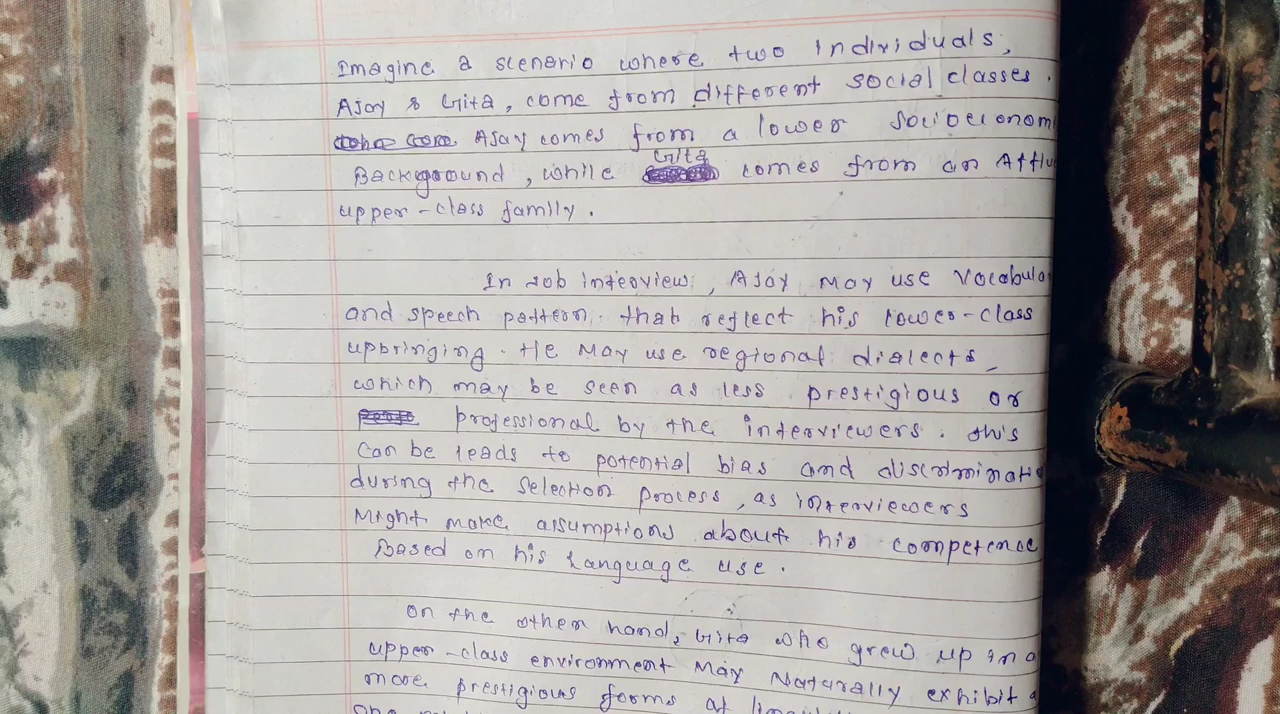 Imagine a scenario where two individuals,
Ajay & Gita, come from different social classes.
Ajay comes from a lower socioeconom
Background, while Gita comes from an Afflu
upper-class family.
In Job interview, Ajay may use Vocabula
and speech pattern, that reflect his lower-class
upbringing. He may use regional dialects,
which may be seen as less prestigious or
professional by the interviewers. this
can be leads to potential bias and discriminatio
during the selection process, as interviewers
Might make assumptions about his competence
Based on his Language use.
on the other hand, Gita who grew up in a
upper-class environment may Naturally exhibit a
more prestigious forms of